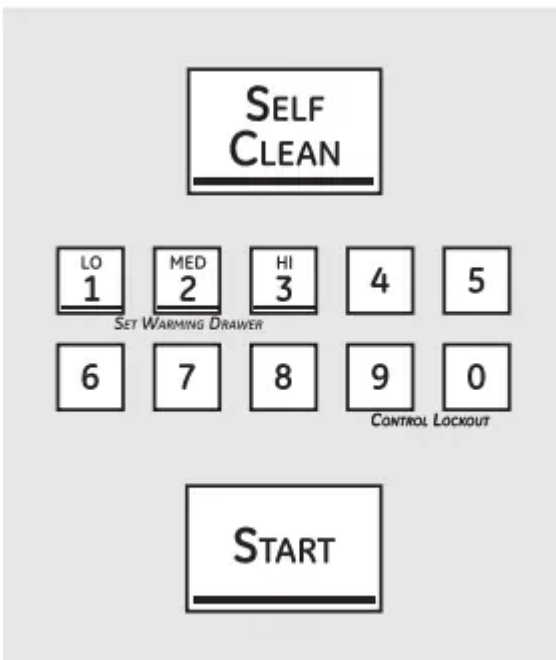 SELF
CLEAN
LO MED HI
1 2 3 4 5
SET WARMING DRAWER
6 7 8 9 0
CONTROL LOCKOUT
START